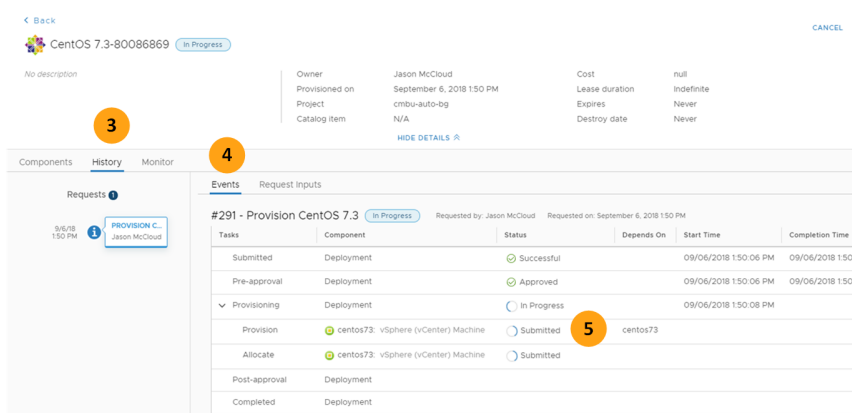 Back
CANCEL
CentOS 7.3-80086869 In Progress
No description
Owner Jason McCloud Cost null
Provisioned on September 6, 2018 1:50 PM Lease duration Indefinite
Project cmbu-auto-bg Expires Never
Catalog item N/A Destroy date Never
HIDE DETAILS
3
4
Components History Monitor
Events Request Inputs
Requests 1
9/6/18
1:50 PM
PROVISION C...
Jason McCloud
#291 - Provision CentOS 7.3 In Progress Requested by: Jason McCloud Requested on: September 6, 2018 1:50 PM
Tasks Component Status Depends On Start Time Completion Time
Submitted Deployment Successful 09/06/2018 1:50:06 PM 09/06/2018 1:50
Pre-approval Deployment Approved 09/06/2018 1:50:06 PM 09/06/2018 1:50
Provisioning Deployment In Progress 09/06/2018 1:50:08 PM
Provision centos73: vSphere (vCenter) Machine Submitted 5 centos73
Allocate centos73: vSphere (vCenter) Machine Submitted
Post-approval Deployment
Completed Deployment